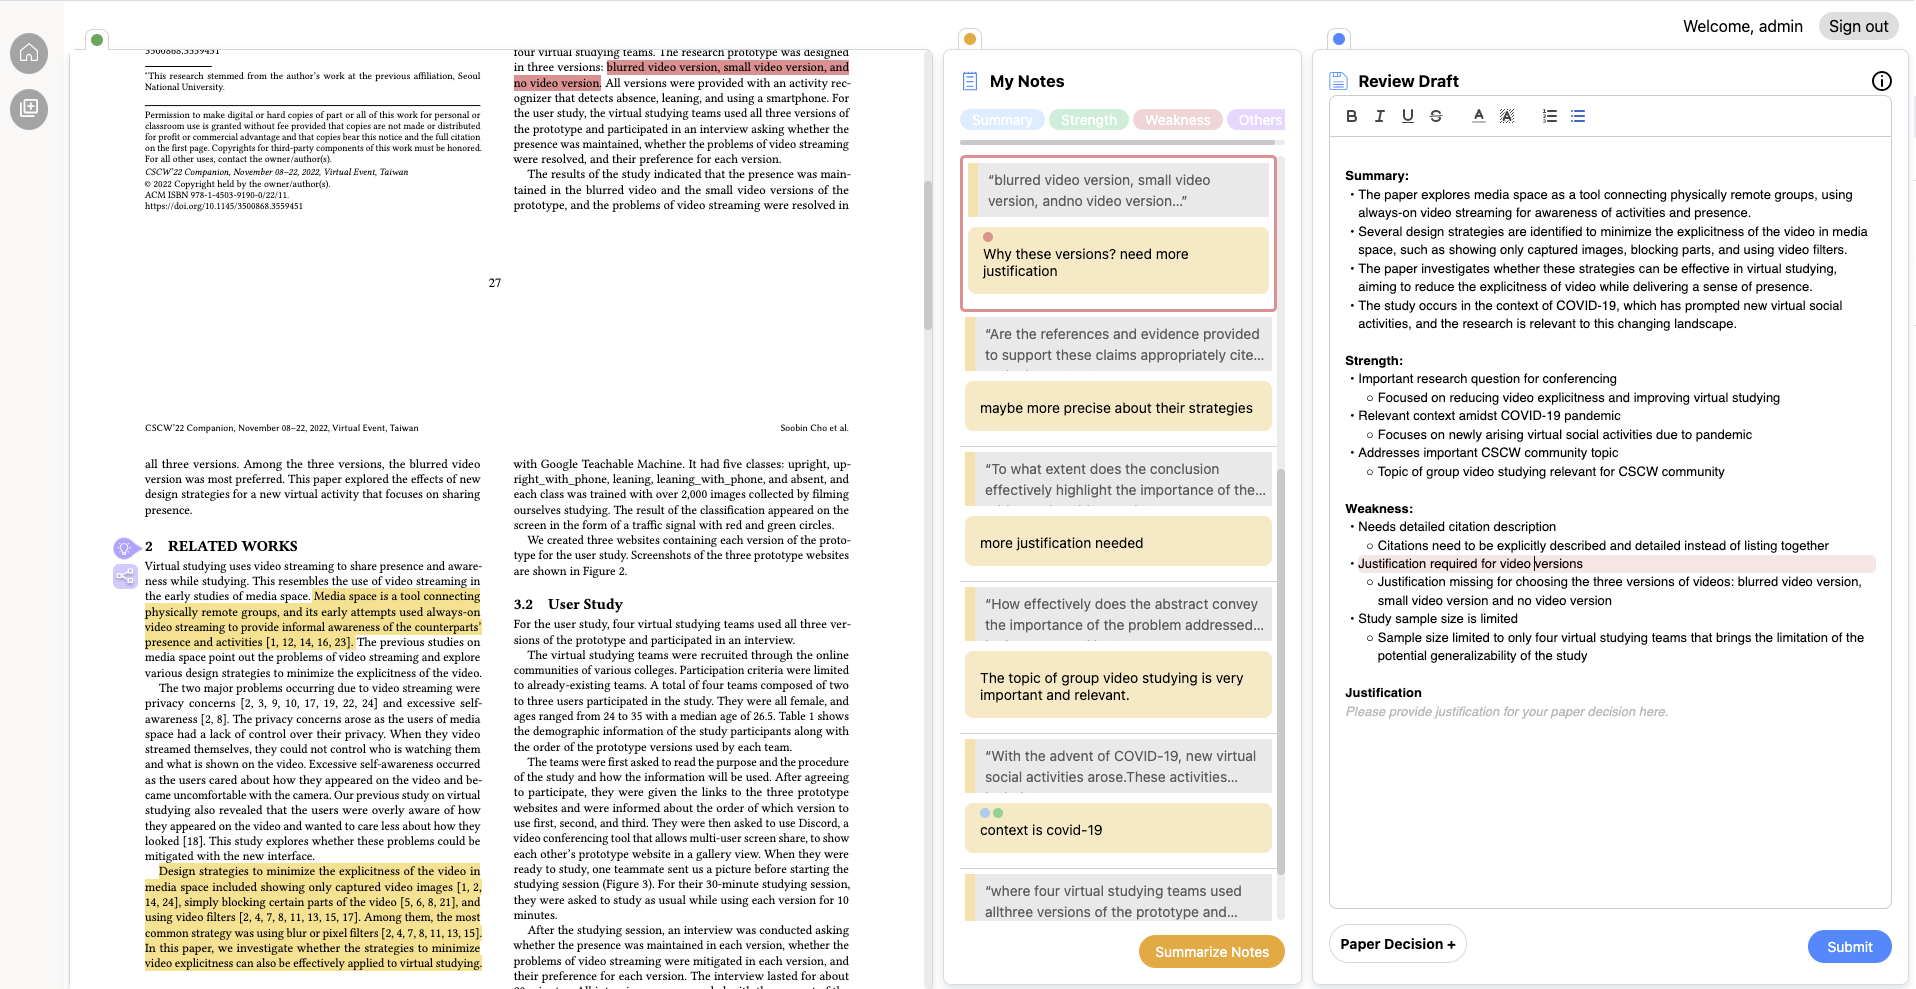 Welcome, admin
Sign out
3500868.3559451
*This research stemmed from the author's work at the previous affiliation, Seoul
National University.
Permission to make digital or hard copies of part or all of this work for personal or
classroom use is granted without fee provided that copies are not made or distributed
for profit or commercial advantage and that copies bear this notice and the full citation
on the first page. Copyrights for third-party components of this work must be honored.
For all other uses, contact the owner/author(s).
CSCW'22 Companion, November 08–22, 2022, Virtual Event, Taiwan
© 2022 Copyright held by the owner/author(s).
ACM ISBN 978-1-4503-9190-0/22/11.
https://doi.org/10.1145/3500868.3559451
four virtual studying teams. The research prototype was designed
in three versions: blurred video version, small video version, and
no video version. All versions were provided with an activity rec-
ognizer that detects absence, leaning, and using a smartphone. For
the user study, the virtual studying teams used all three versions of
the prototype and participated in an interview asking whether the
presence was maintained, whether the problems of video streaming
were resolved, and their preference for each version.
The results of the study indicated that the presence was main-
tained in the blurred video and the small video versions of the
prototype, and the problems of video streaming were resolved in
27
CSCW'22 Companion, November 08–22, 2022, Virtual Event, Taiwan
Soobin Cho et al.
all three versions. Among the three versions, the blurred video
version was most preferred. This paper explored the effects of new
design strategies for a new virtual activity that focuses on sharing
presence.
2 RELATED WORKS
Virtual studying uses video streaming to share presence and aware-
ness while studying. This resembles the use of video streaming in
the early studies of media space. Media space is a tool connecting
physically remote groups, and its early attempts used always-on
video streaming to provide informal awareness of the counterparts'
presence and activities [1, 12, 14, 16, 23]. The previous studies on
media space point out the problems of video streaming and explore
various design strategies to minimize the explicitness of the video.
The two major problems occurring due to video streaming were
privacy concerns [2, 3, 9, 10, 17, 19, 22, 24] and excessive self-
awareness [2, 8]. The privacy concerns arose as the users of media
space had a lack of control over their privacy. When they video
streamed themselves, they could not control who is watching them
and what is shown on the video. Excessive self-awareness occurred
as the users cared about how they appeared on the video and be-
came uncomfortable with the camera. Our previous study on virtual
studying also revealed that the users were overly aware of how
they appeared on the video and wanted to care less about how they
looked [18]. This study explores whether these problems could be
mitigated with the new interface.
Design strategies to minimize the explicitness of the video in
media space included showing only captured video images [1, 2,
14, 24], simply blocking certain parts of the video [5, 6, 8, 21], and
using video filters [2, 4, 7, 8, 11, 13, 15, 17]. Among them, the most
common strategy was using blur or pixel filters [2, 4, 7, 8, 11, 13, 15].
In this paper, we investigate whether the strategies to minimize
video explicitness can also be effectively applied to virtual studying.
with Google Teachable Machine. It had five classes: upright, up-
right_with_phone, leaning, leaning_with_phone, and absent, and
each class was trained with over 2,000 images collected by filming
ourselves studying. The result of the classification appeared on the
screen in the form of a traffic signal with red and green circles.
We created three websites containing each version of the proto-
type for the user study. Screenshots of the three prototype websites
are shown in Figure 2.
3.2 User Study
For the user study, four virtual studying teams used all three ver-
sions of the prototype and participated in an interview.
The virtual studying teams were recruited through the online
communities of various colleges. Participation criteria were limited
to already-existing teams. A total of four teams composed of two
to three users participated in the study. They were all female, and
ages ranged from 24 to 35 with a median age of 26.5. Table 1 shows
the demographic information of the study participants along with
the order of the prototype versions used by each team.
The teams were first asked to read the purpose and the procedure
of the study and how the information will be used. After agreeing
to participate, they were given the links to the three prototype
websites and were informed about the order of which version to
use first, second, and third. They were then asked to use Discord, a
video conferencing tool that allows multi-user screen share, to show
each other's prototype website in a gallery view. When they were
ready to study, one teammate sent us a picture before starting the
studying session (Figure 3). For their 30-minute studying session,
they were asked to study as usual while using each version for 10
minutes.
After the studying session, an interview was conducted asking
whether the presence was maintained in each version, whether the
problems of video streaming were mitigated in each version, and
their preference for each version. The interview lasted for about
My Notes
Summary
Strength
Weakness
Others
“blurred video version, small video
version, andno video version...”
Why these versions? need more
justification
“Are the references and evidence provided
to support these claims appropriately cite...
maybe more precise about their strategies
“To what extent does the conclusion
effectively highlight the importance of the...
more justification needed
“How effectively does the abstract convey
the importance of the problem addressed...
The topic of group video studying is very
important and relevant.
“With the advent of COVID-19, new virtual
social activities arose.These activities...
context is covid-19
“where four virtual studying teams used
allthree versions of the prototype and...
Summarize Notes
Review Draft
B I U S A A
Summary:
• The paper explores media space as a tool connecting physically remote groups, using
always-on video streaming for awareness of activities and presence.
• Several design strategies are identified to minimize the explicitness of the video in media
space, such as showing only captured images, blocking parts, and using video filters.
• The paper investigates whether these strategies can be effective in virtual studying,
aiming to reduce the explicitness of video while delivering a sense of presence.
• The study occurs in the context of COVID-19, which has prompted new virtual social
activities, and the research is relevant to this changing landscape.
Strength:
• Important research question for conferencing
○ Focused on reducing video explicitness and improving virtual studying
• Relevant context amidst COVID-19 pandemic
○ Focuses on newly arising virtual social activities due to pandemic
• Addresses important CSCW community topic
○ Topic of group video studying relevant for CSCW community
Weakness:
• Needs detailed citation description
○ Citations need to be explicitly described and detailed instead of listing together
• Justification required for video versions
○ Justification missing for choosing the three versions of videos: blurred video version,
small video version and no video version
• Study sample size is limited
○ Sample size limited to only four virtual studying teams that brings the limitation of the
potential generalizability of the study
Justification
Please provide justification for your paper decision here.
Paper Decision +
Submit